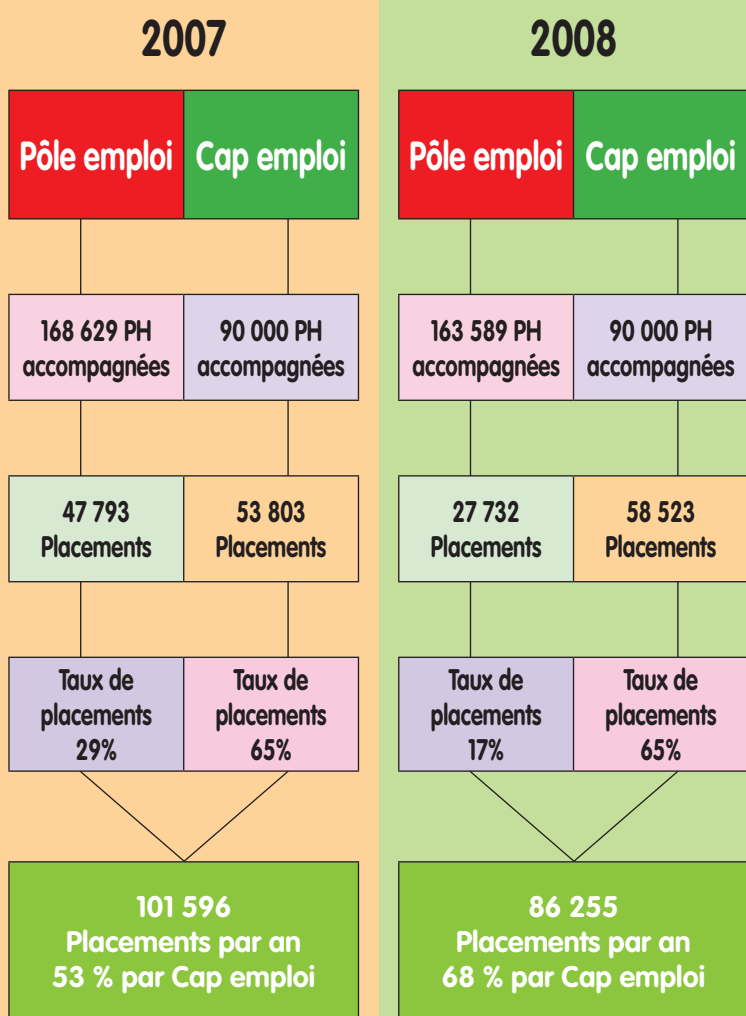 2007
Pôle emploi
Cap emploi
168 629 PH
accompagnées
90 000 PH
accompagnées
47 793
Placements
53 803
Placements
Taux de
placements
29%
Taux de
placements
65%
101 596
Placements par an
53 % par Cap emploi
2008
Pôle emploi
Cap emploi
163 589 PH
accompagnées
90 000 PH
accompagnées
27 732
Placements
58 523
Placements
Taux de
placements
17%
Taux de
placements
65%
86 255
Placements par an
68 % par Cap emploi